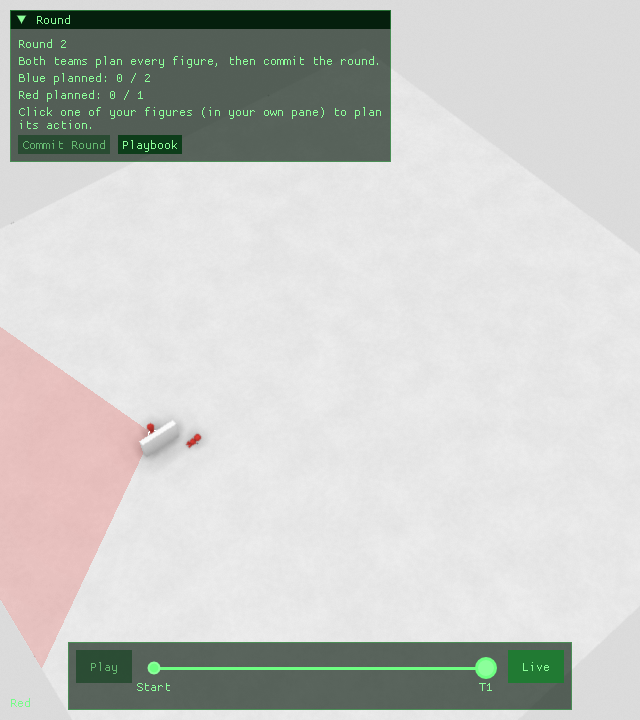 Round
Round 2
Both teams plan every figure, then commit the round.
Blue planned: 0 / 2
Red planned: 0 / 1
Click one of your figures (in your own pane) to plan
its action.
Commit Round Playbook
Play
Live
Start
T1
Red